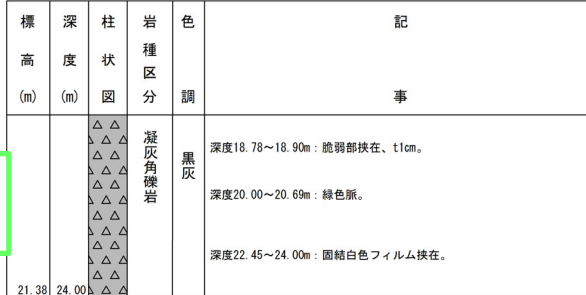 標高(m)
深度(m)
柱状図
岩種区分
色調
記事
凝灰角礫岩
黒灰
深度18.78～18.90m：脆弱部挟在、t1cm。
深度20.00～20.69m：緑色脈。
深度22.45～24.00m：固結白色フィルム挟在。
21.38 24.00